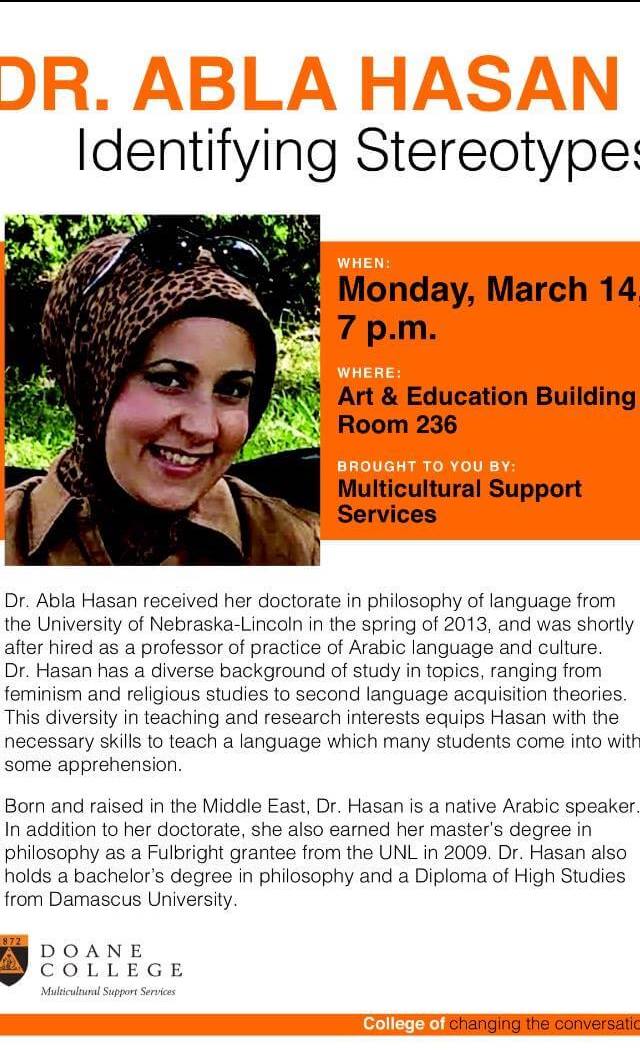 DR. ABLA HASAN
Identifying Stereotypes
WHEN:
Monday, March 14,
7 p.m.
WHERE:
Art & Education Building
Room 236
BROUGHT TO YOU BY:
Multicultural Support
Services
Dr. Abla Hasan received her doctorate in philosophy of language from
the University of Nebraska-Lincoln in the spring of 2013, and was shortly
after hired as a professor of practice of Arabic language and culture.
Dr. Hasan has a diverse background of study in topics, ranging from
feminism and religious studies to second language acquisition theories.
This diversity in teaching and research interests equips Hasan with the
necessary skills to teach a language which many students come into with
some apprehension.
Born and raised in the Middle East, Dr. Hasan is a native Arabic speaker.
In addition to her doctorate, she also earned her master's degree in
philosophy as a Fulbright grantee from the UNL in 2009. Dr. Hasan also
holds a bachelor's degree in philosophy and a Diploma of High Studies
from Damascus University.
872
DOANE
COLLEGE
Multicultural Support Services
College of changing the conversatio